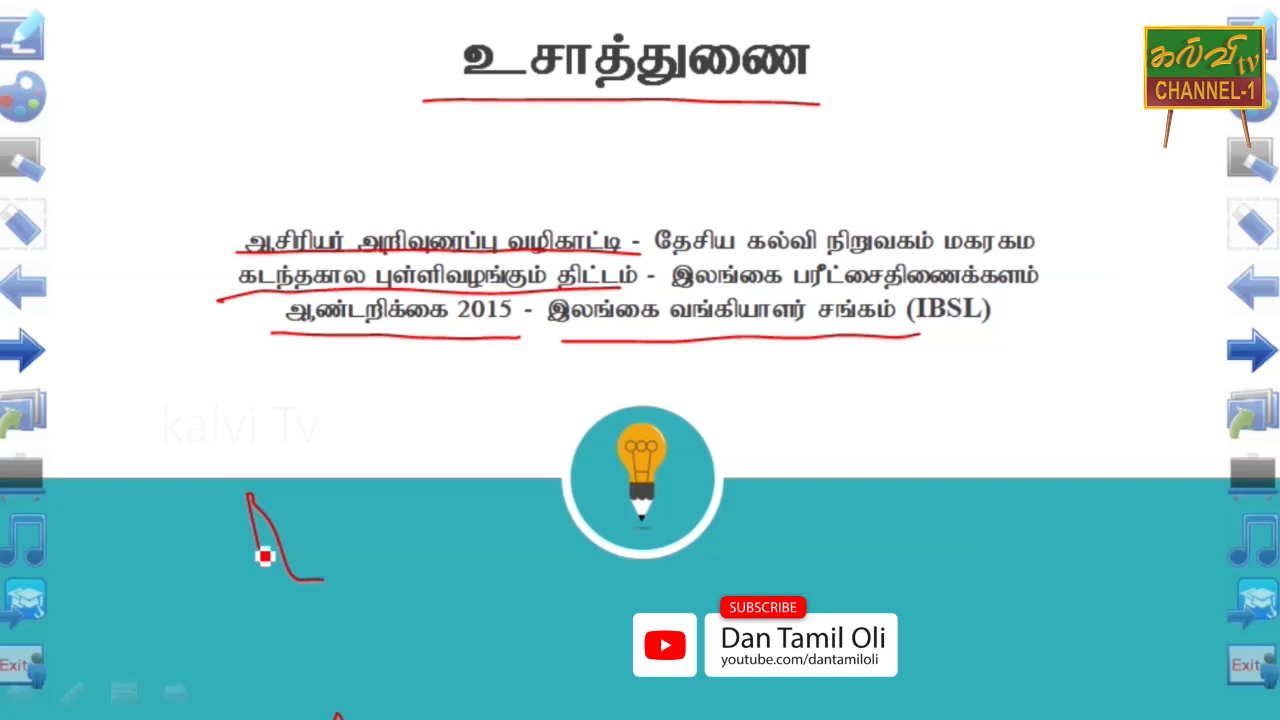 உசாத்துணை
கல்வி tv
CHANNEL-1
ஆசிரியர் அறிவுரைப்பு வழிகாட்டி - தேசிய கல்வி நிறுவகம் மகரகம
கடந்தகால புள்ளிவழங்கும் திட்டம் - இலங்கை பரீட்சைதிணைக்களம்
ஆண்டறிக்கை 2015 - இலங்கை வங்கியாளர் சங்கம் (IBSL)
kalvi Tv
SUBSCRIBE
Dan Tamil Oli
youtube.com/dantamiloli
Exit
Exit